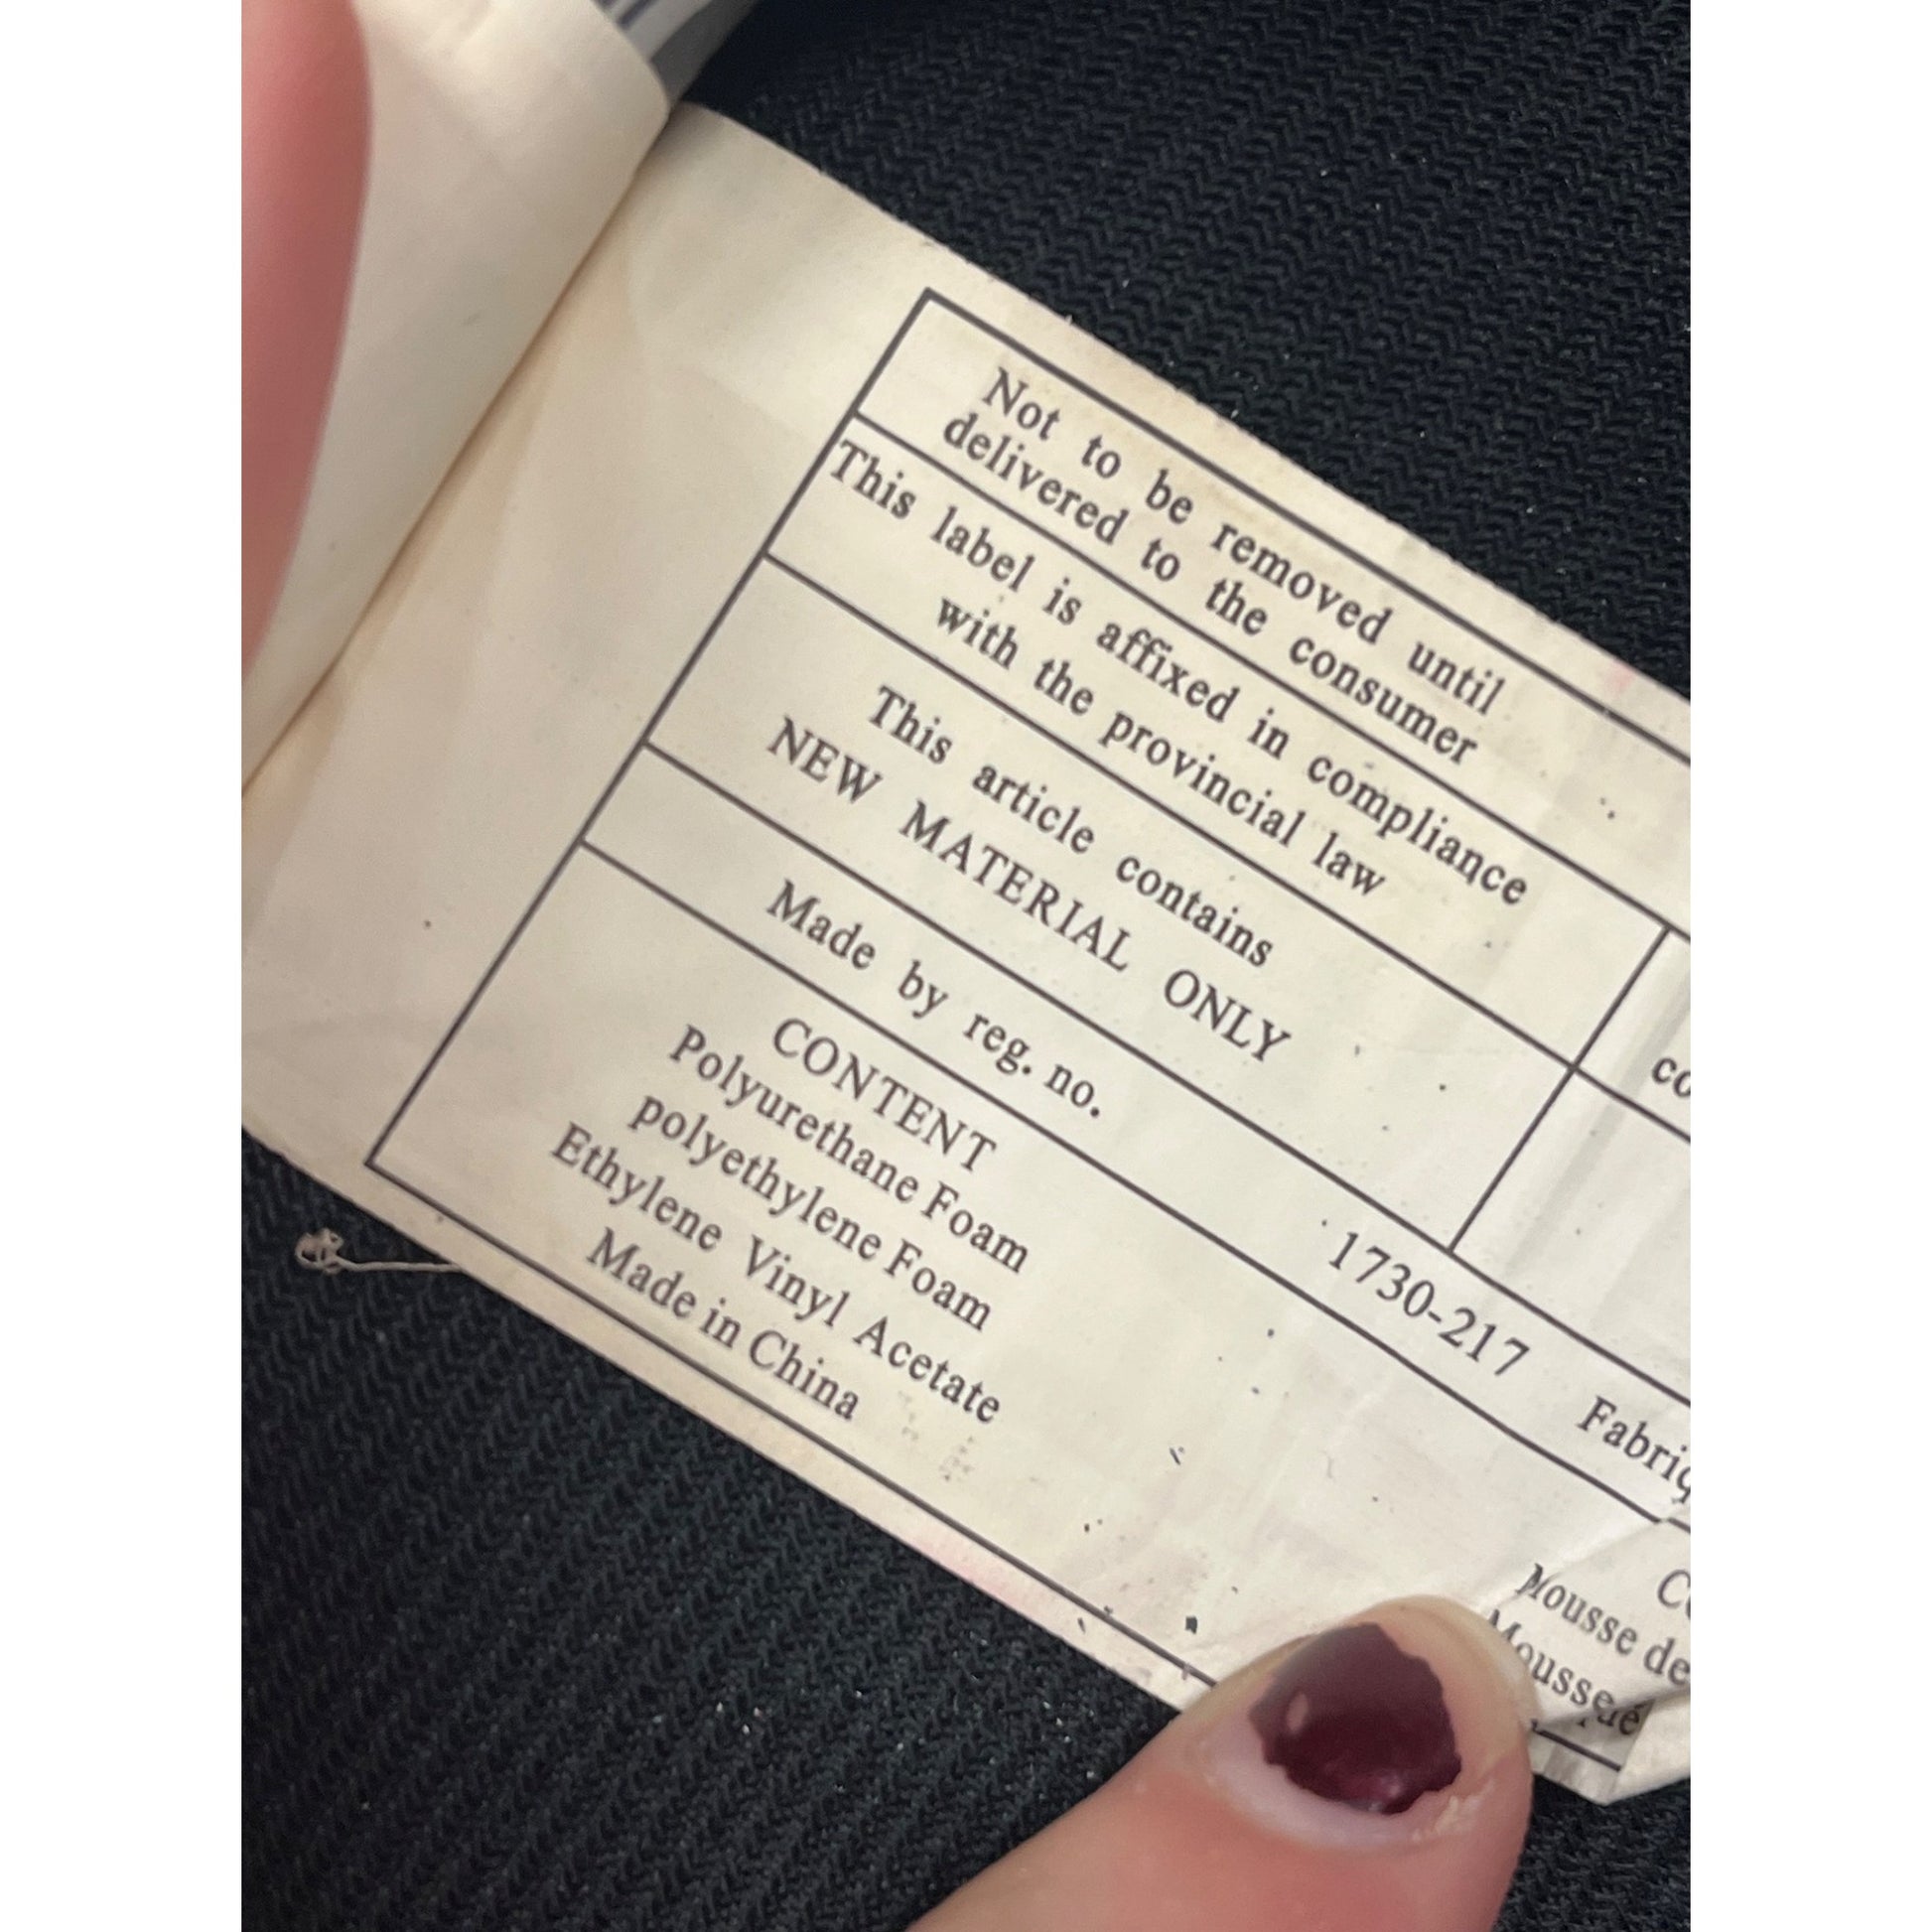 Not to be removed until
delivered to the consumer
This label is affixed in compliance
with the provincial law
This article contains
NEW MATERIAL ONLY
Made by reg. no.
1730-217
CONTENT
Polyurethane Foam
polyethylene Foam
Ethylene Vinyl Acetate
Made in China
Mousse de
Mousse de